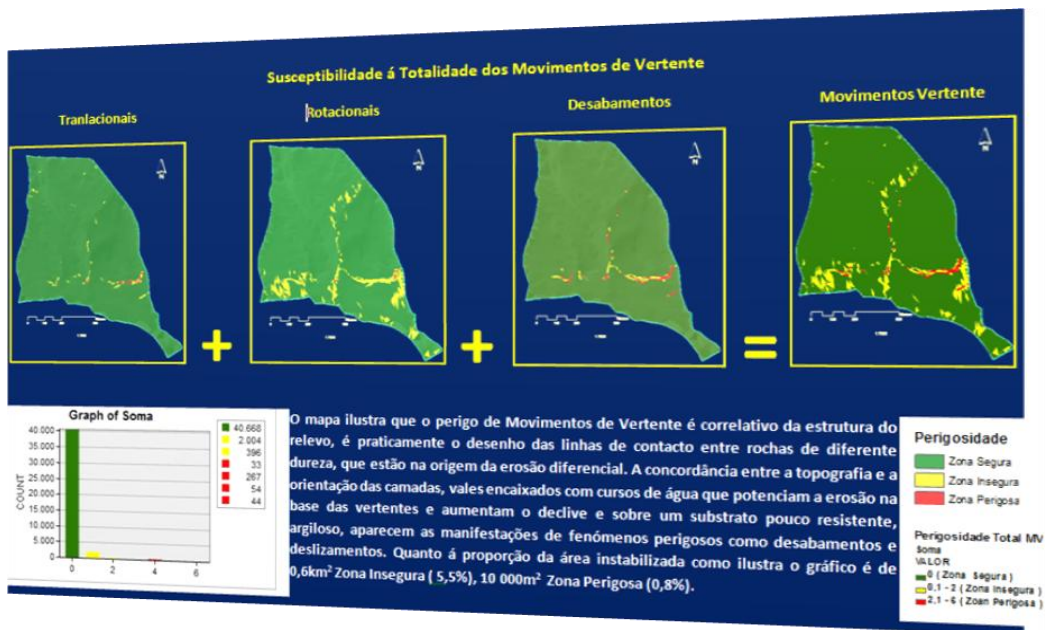 Susceptibilidade á Totalidade dos Movimentos de Vertente
Tranlacionais
Rotacionais
Desabamentos
Movimentos Vertente
N
N
N
N
+
+
=
Graph of Soma
COUNT
40.000
35.000
30.000
25.000
20.000
15.000
10.000
5.000
0
0 2 4 6
40.668
2.004
396
33
267
54
44
O mapa ilustra que o perigo de Movimentos de Vertente é correlativo da estrutura do
relevo, é praticamente o desenho das linhas de contacto entre rochas de diferente
dureza, que estão na origem da erosão diferencial. A concordância entre a topografia e a
orientação das camadas, vales encaixados com cursos de água que potenciam a erosão na
base das vertentes e aumentam o declive e sobre um substrato pouco resistente,
argiloso, aparecem as manifestações de fenómenos perigosos como desabamentos e
deslizamentos. Quanto á proporção da área instabilizada como ilustra o gráfico é de
0,6km² Zona Insegura ( 5,5%), 10 000m² Zona Perigosa (0,8%).
Perigosidade
Zona Segura
Zona Insegura
Zona Perigosa
Perigosidade Total MV
Soma
VALOR
0 ( Zona Segura )
0,1 - 2 ( Zona Insegura )
2,1 - 6 ( Zoan Perigosa )